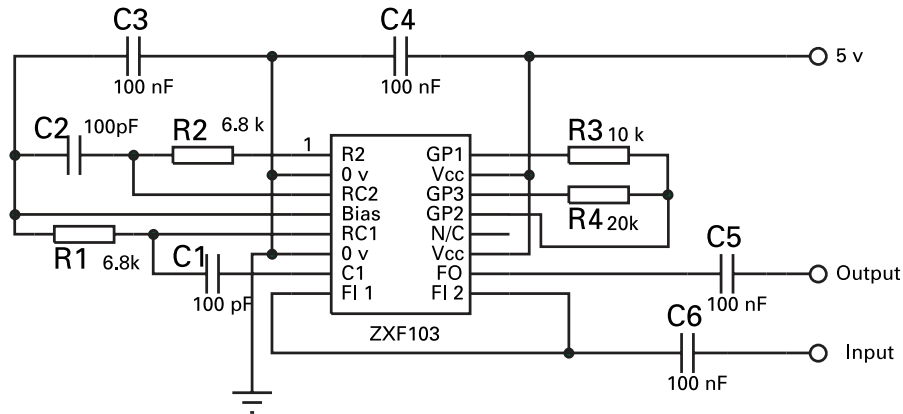 C3
100 nF
C4
100 nF
5 v
C2
100pF
R2
6.8 k
1
R3
10 k
R2
0 v
RC2
Bias
RC1
0 v
C1
FI 1
GP1
Vcc
GP3
GP2
N/C
Vcc
FO
FI 2
R4
20k
R1
6.8k
C1
100 pF
C5
100 nF
Output
ZXF103
C6
100 nF
Input